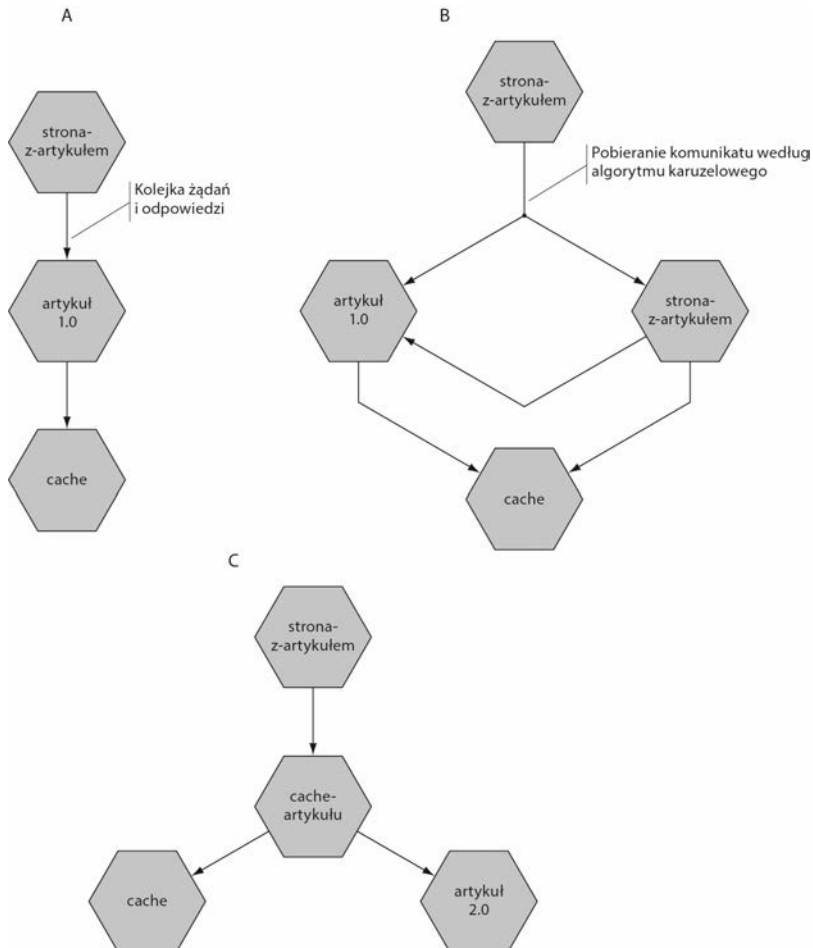 A
strona-
z-artykułem
Kolejka żądań
i odpowiedzi
artykuł
1.0
cache
B
strona-
z-artykułem
Pobieranie komunikatu według
algorytmu karuzelowego
artykuł
1.0
strona-
z-artykułem
cache
C
strona-
z-artykułem
cache-
artykułu
cache
artykuł
2.0